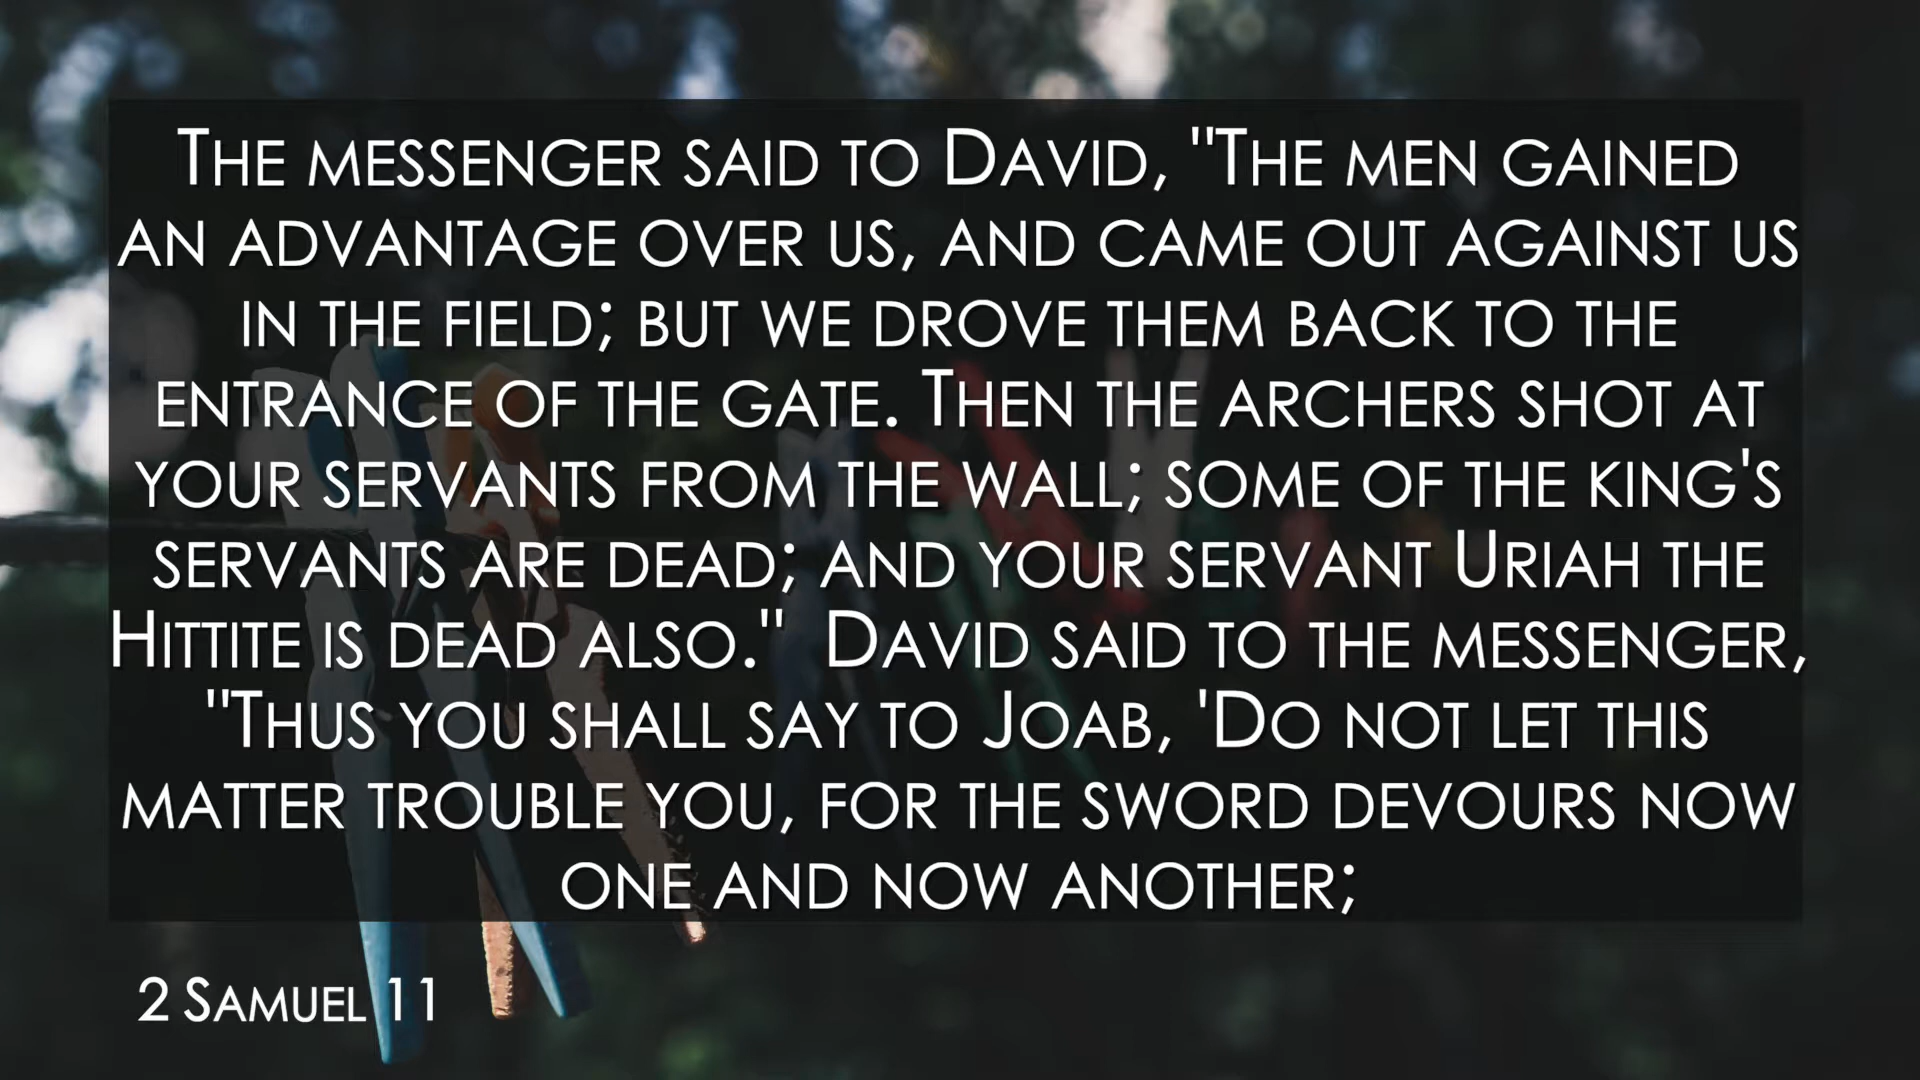 The messenger said to David, "The men gained
an advantage over us, and came out against us
in the field; but we drove them back to the
entrance of the gate. Then the archers shot at
your servants from the wall; some of the king's
servants are dead; and your servant Uriah the
Hittite is dead also."  David said to the messenger,
"Thus you shall say to Joab, 'Do not let this
matter trouble you, for the sword devours now
one and now another;
2 Samuel 11